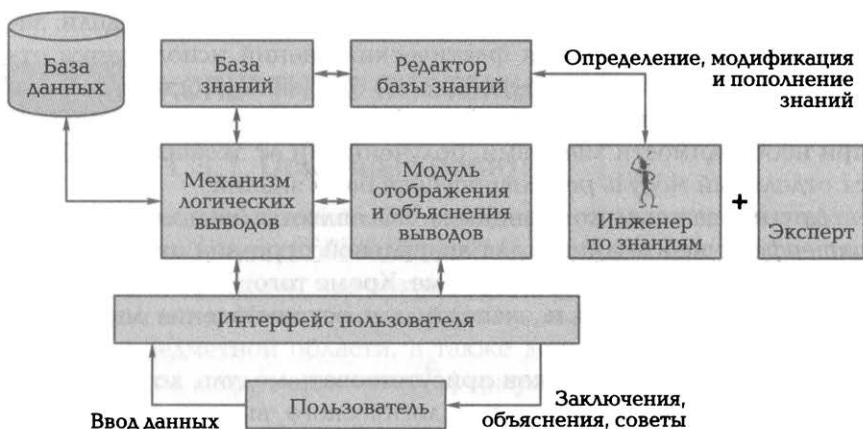 База
данных
База
знаний
Редактор
базы знаний
Определение, модификация
и пополнение
знаний
Механизм
логических
выводов
Модуль
отображения
и объяснения
выводов
Инженер
по знаниям
+
Эксперт
Интерфейс пользователя
Ввод данных
Пользователь
Заключения,
объяснения, советы